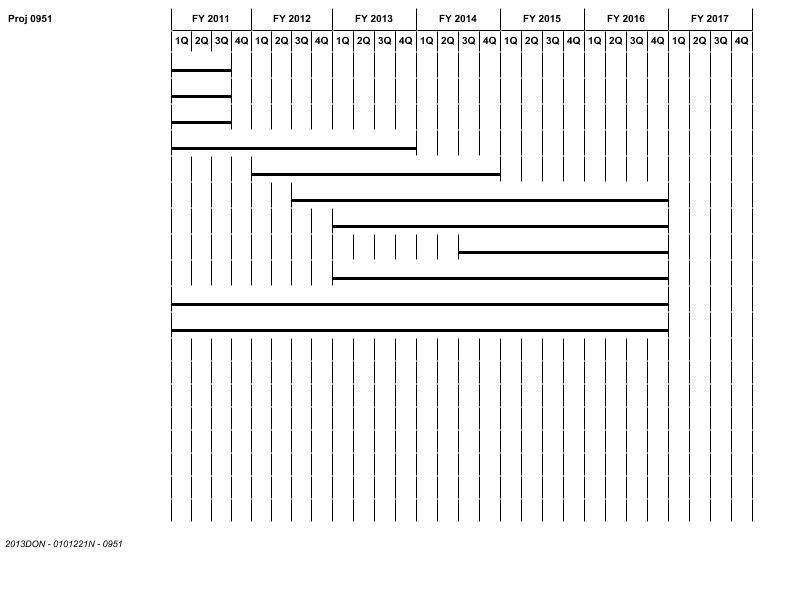 Proj 0951
FY 2011 FY 2012 FY 2013 FY 2014 FY 2015 FY 2016 FY 2017
1Q 2Q 3Q 4Q 1Q 2Q 3Q 4Q 1Q 2Q 3Q 4Q 1Q 2Q 3Q 4Q 1Q 2Q 3Q 4Q 1Q 2Q 3Q 4Q 1Q 2Q 3Q 4Q
2013DON - 0101221N - 0951